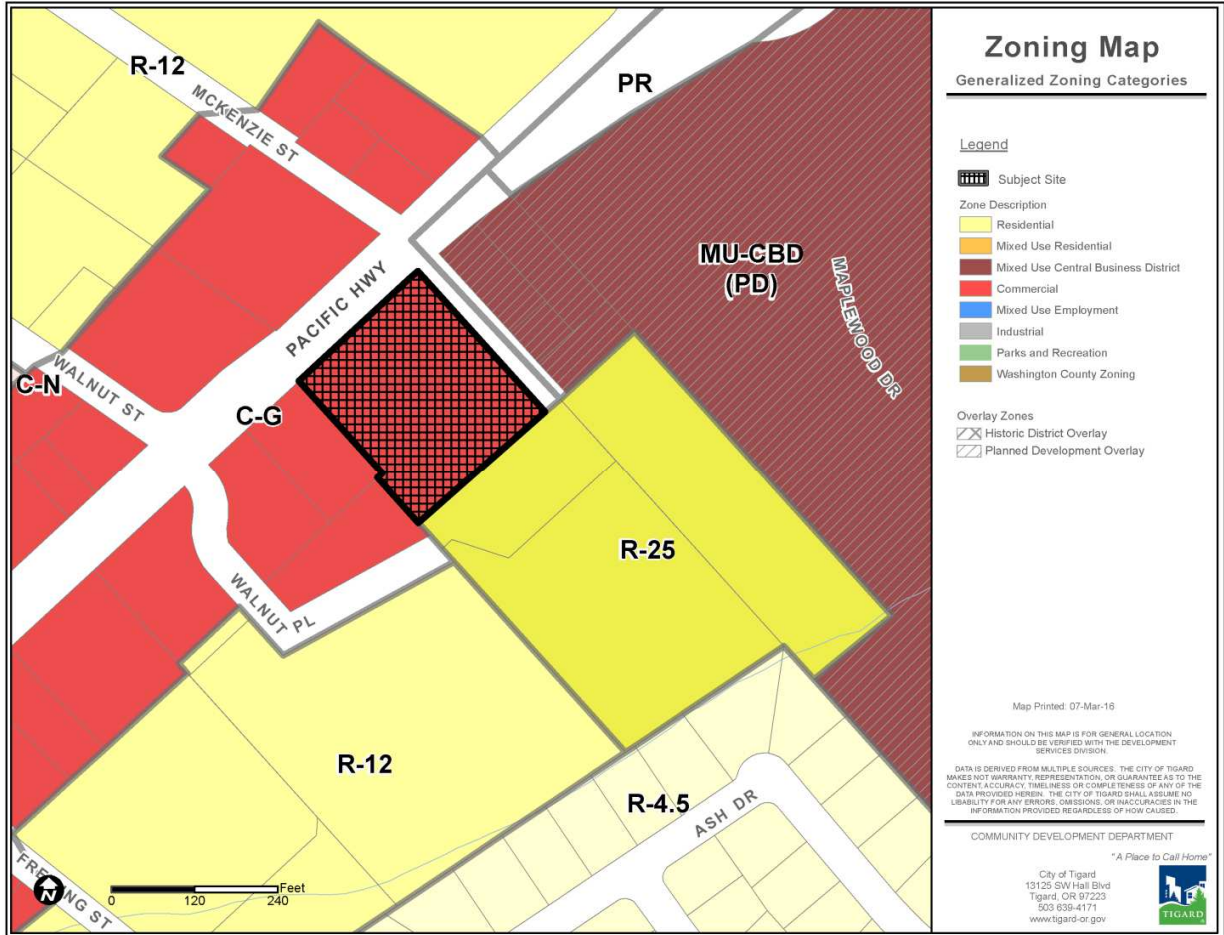 Zoning Map
Generalized Zoning Categories
Legend
Subject Site
Zone Description
Residential
Mixed Use Residential
Mixed Use Central Business District
Commercial
Mixed Use Employment
Industrial
Parks and Recreation
Washington County Zoning
Overlay Zones
Historic District Overlay
Planned Development Overlay
Map Printed: 07-Mar-16
INFORMATION ON THIS MAP IS FOR GENERAL LOCATION
ONLY AND SHOULD BE VERIFIED WITH THE DEVELOPMENT
SERVICES DIVISION.
DATA IS DERIVED FROM MULTIPLE SOURCES. THE CITY OF TIGARD
MAKES NOT WARRANTY, REPRESENTATION, OR GUARANTEE AS TO THE
CONTENT, ACCURACY, TIMELINESS OR COMPLETENESS OF ANY OF THE
DATA PROVIDED HEREIN. THE CITY OF TIGARD SHALL ASSUME NO
LIABILITY FOR ANY ERRORS, OMISSIONS, OR INACCURACIES IN THE
INFORMATION PROVIDED REGARDLESS OF HOW CAUSED.
COMMUNITY DEVELOPMENT DEPARTMENT
"A Place to Call Home"
City of Tigard
13125 SW Hall Blvd
Tigard, OR 97223
503 639-4171
www.tigard-or.gov
TIGARD
R-12
MCKENZIE ST
PR
PACIFIC HWY
MU-CBD
(PD)
MAPLEWOOD DR
C-N
WALNUT ST
C-G
R-25
WALNUT PL
R-12
R-4.5
ASH DR
N
0 120 240
Feet